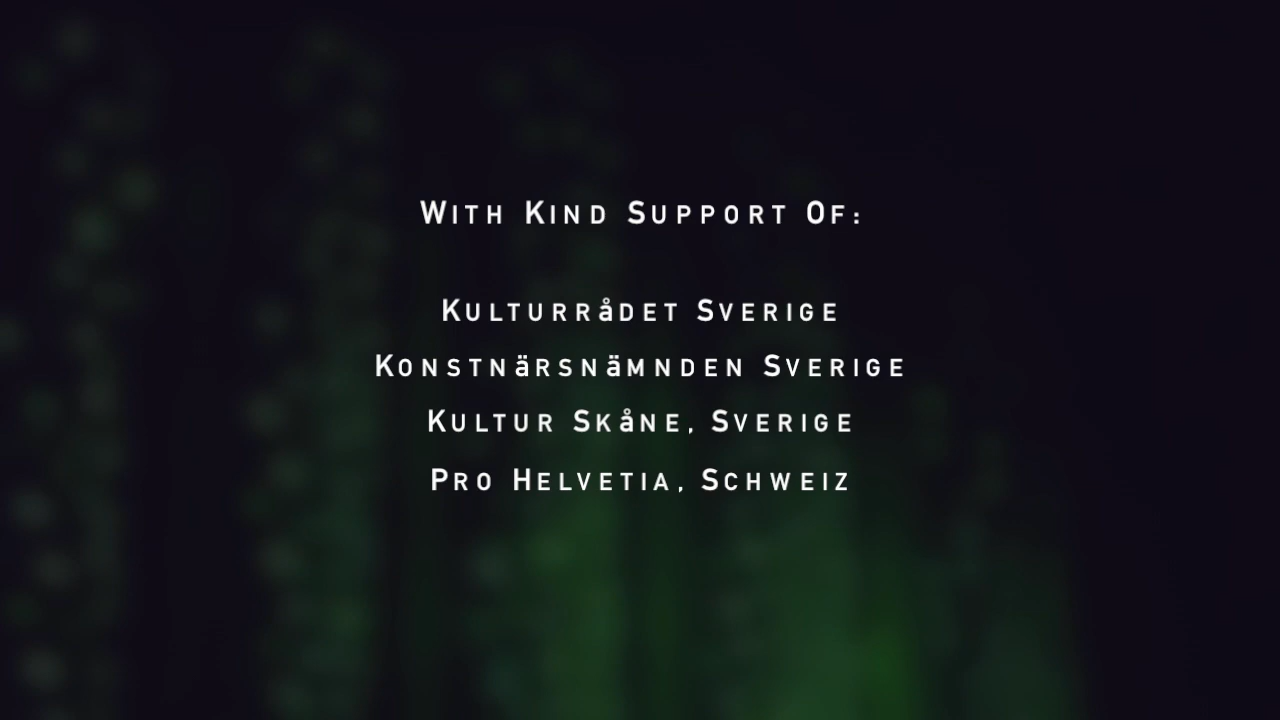 With Kind Support Of:
Kulturrådet Sverige
Konstnärsnämnden Sverige
Kultur Skåne, Sverige
Pro Helvetia, Schweiz